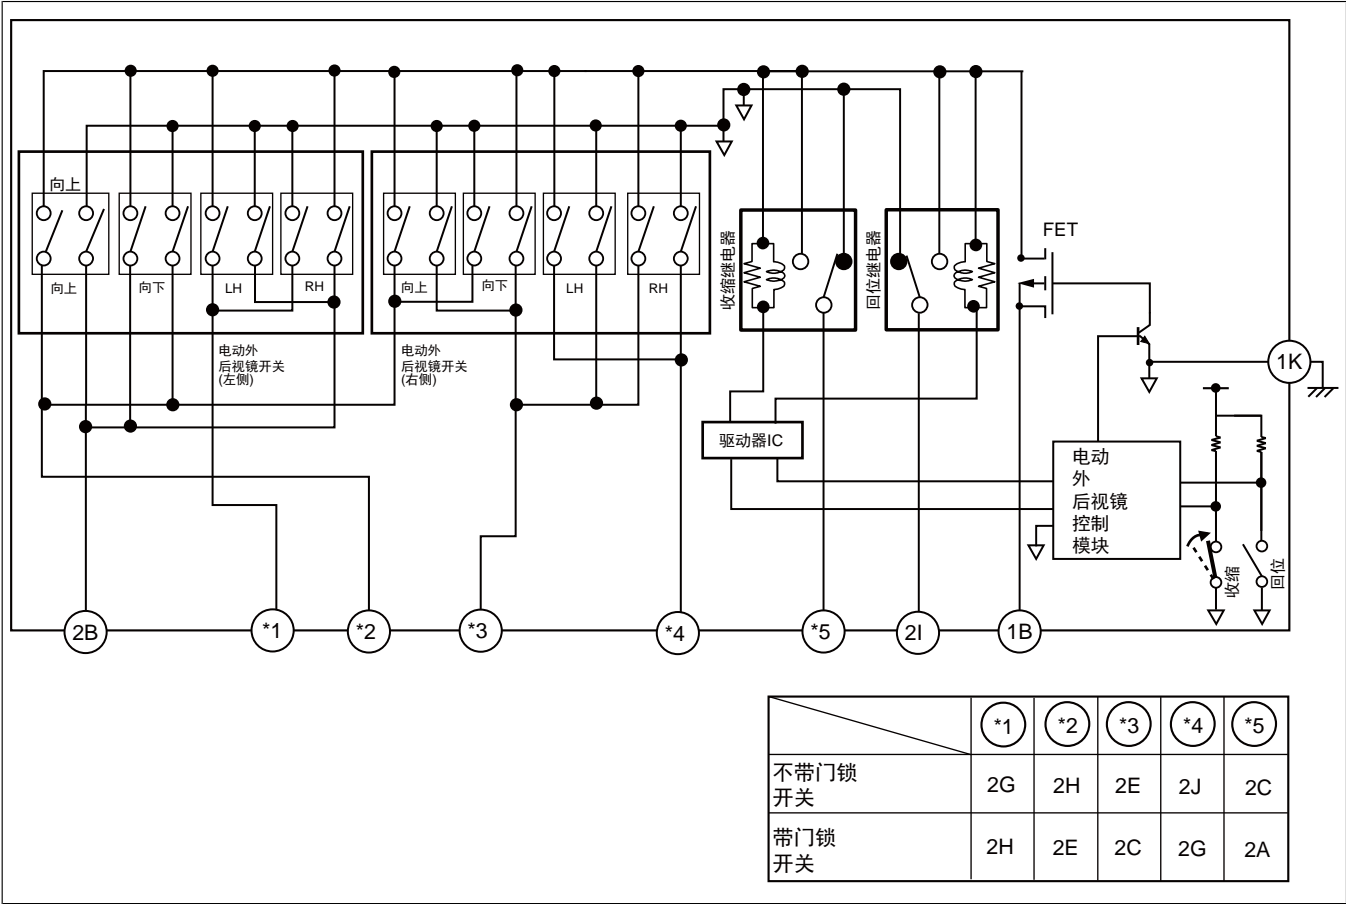 向上
向上
向下
LH
RH
向上
向下
LH
RH
电动外
后视镜开关
(左侧)
电动外
后视镜开关
(右侧)
收缩继电器
回位继电器
FET
1K
驱动器IC
电动
外
后视镜
控制
模块
收缩
回位
2B
*1
*2
*3
*4
*5
2I
1B
*1 *2 *3 *4 *5
不带门锁
开关
2G 2H 2E 2J 2C
带门锁
开关
2H 2E 2C 2G 2A